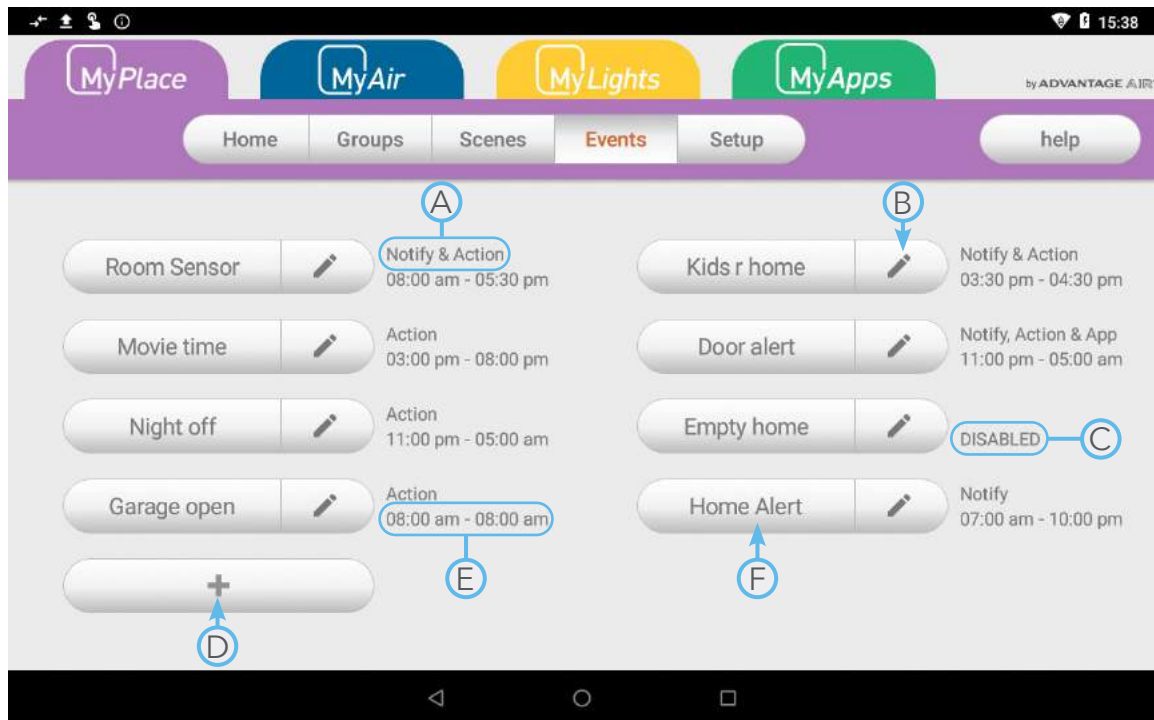 15:38
MyPlace
MyAir
MyLights
MyApps
by ADVANTAGE AIR
Home
Groups
Scenes
Events
Setup
help
A
B
Room Sensor
Notify & Action
08:00 am - 05:30 pm
Kids r home
Notify & Action
03:30 pm - 04:30 pm
Movie time
Action
03:00 pm - 08:00 pm
Door alert
Notify, Action & App
11:00 pm - 05:00 am
Night off
Action
11:00 pm - 05:00 am
Empty home
DISABLED
C
Garage open
Action
08:00 am - 08:00 am
Home Alert
Notify
07:00 am - 10:00 pm
+
E
F
D